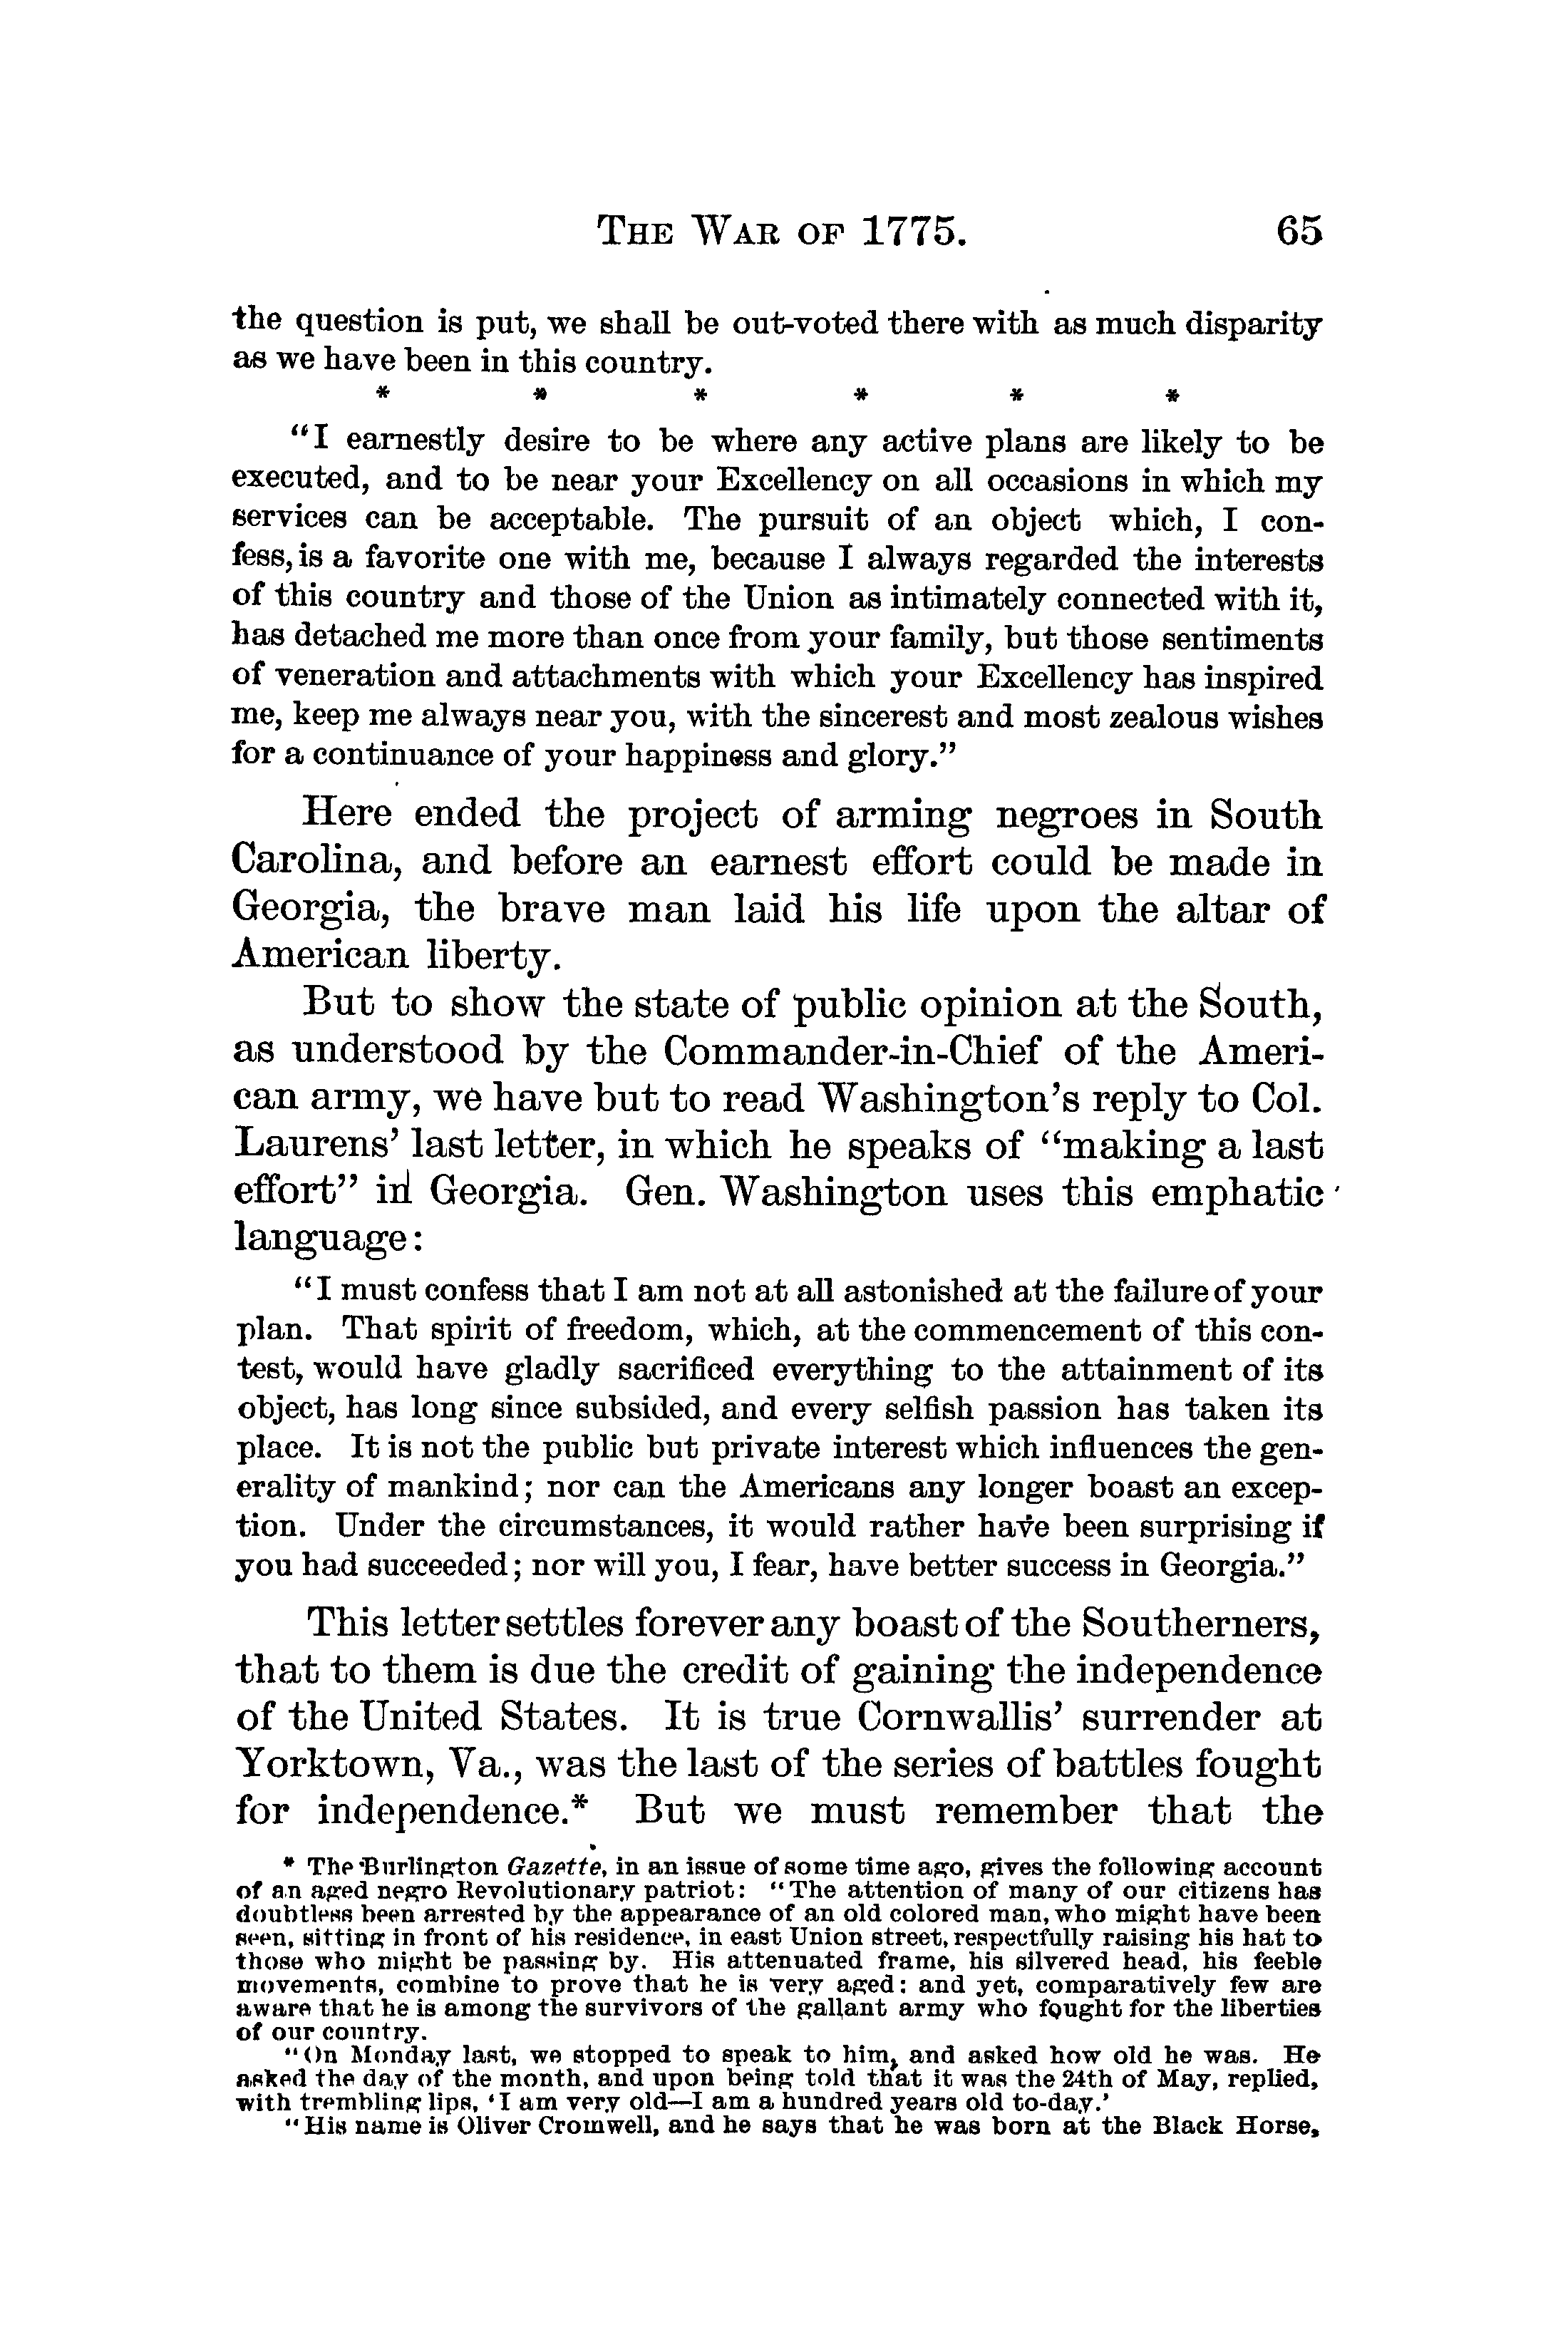 THE WAR OF 1775. 65
the question is put, we shall be out-voted there with as much disparity
as we have been in this country.
* * * * * *
"I earnestly desire to be where any active plans are likely to be
executed, and to be near your Excellency on all occasions in which my
services can be acceptable. The pursuit of an object which, I con-
fess, is a favorite one with me, because I always regarded the interests
of this country and those of the Union as intimately connected with it,
has detached me more than once from your family, but those sentiments
of veneration and attachments with which your Excellency has inspired
me, keep me always near you, with the sincerest and most zealous wishes
for a continuance of your happiness and glory."
Here ended the project of arming negroes in South
Carolina, and before an earnest effort could be made in
Georgia, the brave man laid his life upon the altar of
American liberty.
But to show the state of public opinion at the South,
as understood by the Commander-in-Chief of the Ameri-
can army, we have but to read Washington's reply to Col.
Laurens' last letter, in which he speaks of "making a last
effort" in Georgia. Gen. Washington uses this emphatic
language:
"I must confess that I am not at all astonished at the failure of your
plan. That spirit of freedom, which, at the commencement of this con-
test, would have gladly sacrificed everything to the attainment of its
object, has long since subsided, and every selfish passion has taken its
place. It is not the public but private interest which influences the gen-
erality of mankind; nor can the Americans any longer boast an excep-
tion. Under the circumstances, it would rather have been surprising if
you had succeeded; nor will you, I fear, have better success in Georgia."
This letter settles forever any boast of the Southerners,
that to them is due the credit of gaining the independence
of the United States. It is true Cornwallis' surrender at
Yorktown, Va., was the last of the series of battles fought
for independence.* But we must remember that the
* The Burlington Gazette, in an issue of some time ago, gives the following account
of an aged negro Revolutionary patriot: "The attention of many of our citizens has
doubtless been arrested by the appearance of an old colored man, who might have been
seen, sitting in front of his residence, in east Union street, respectfully raising his hat to
those who might be passing by. His attenuated frame, his silvered head, his feeble
movements, combine to prove that he is very aged: and yet, comparatively few are
aware that he is among the survivors of the gallant army who fought for the liberties
of our country.
"On Monday last, we stopped to speak to him, and asked how old he was. He
asked the day of the month, and upon being told that it was the 24th of May, replied,
with trembling lips, 'I am very old—I am a hundred years old to-day.'
"His name is Oliver Cromwell, and he says that he was born at the Black Horse,